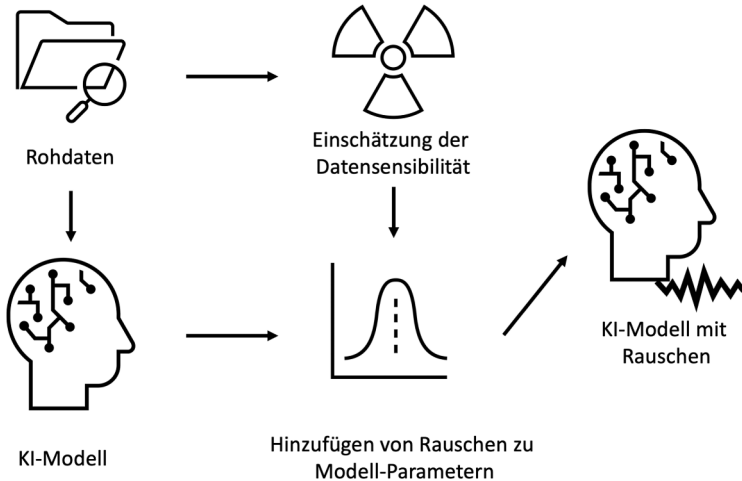 Rohdaten
Einschätzung der
Datensensibilität
KI-Modell mit
Rauschen
KI-Modell
Hinzufügen von Rauschen zu
Modell-Parametern